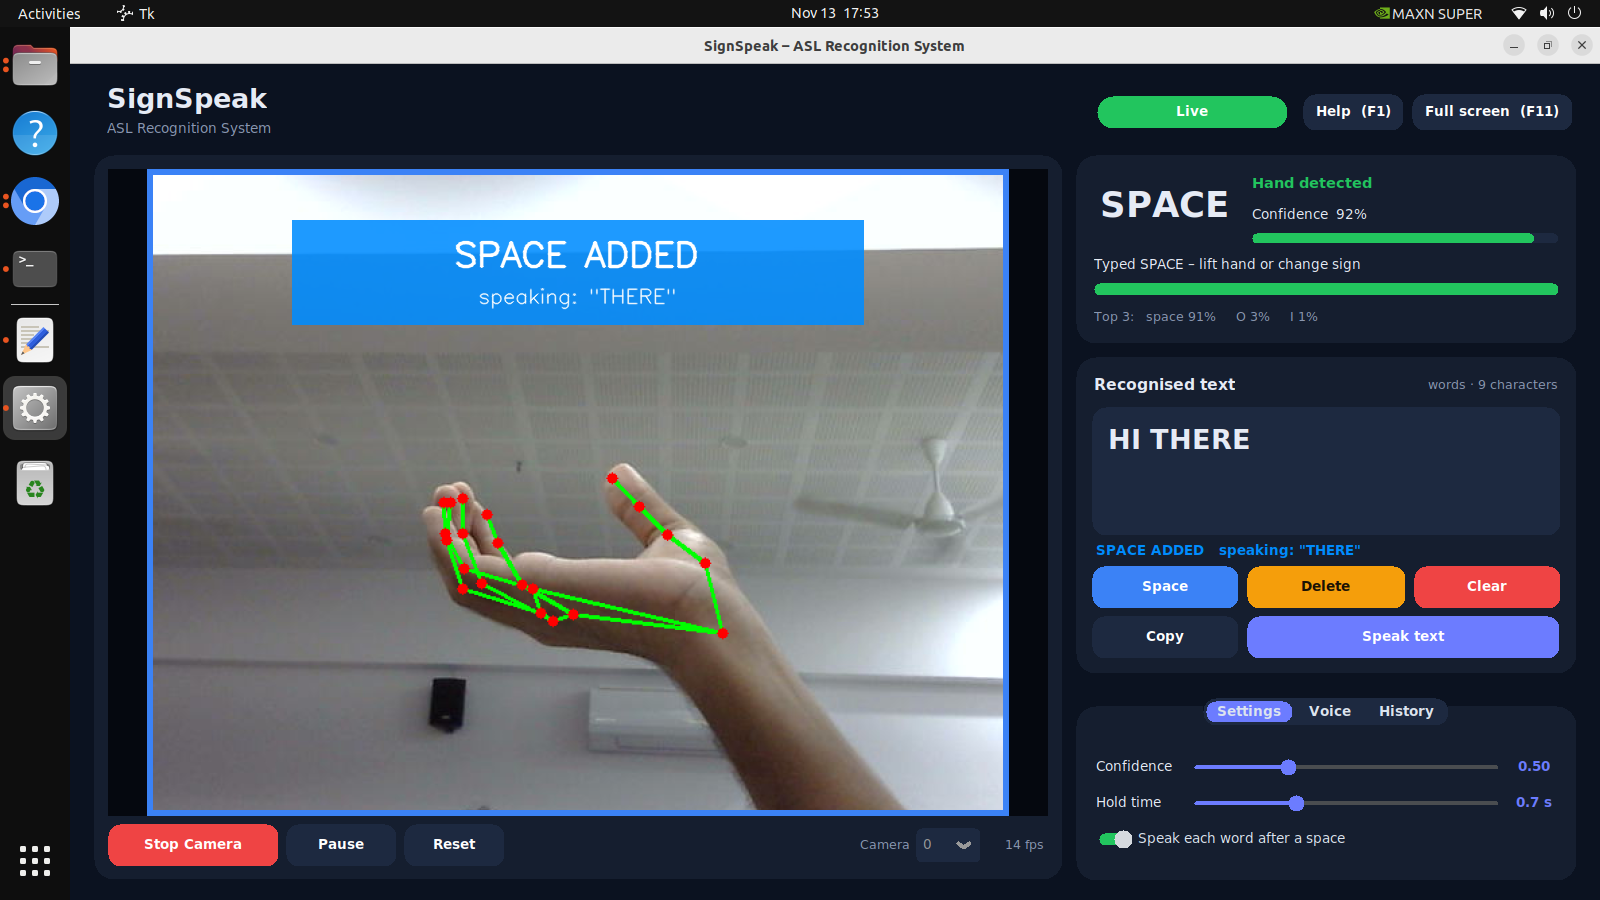 Activities
Tk
Nov 13 17:53
MAXN SUPER
SignSpeak – ASL Recognition System
SignSpeak
ASL Recognition System
Live
Help (F1)
Full screen (F11)
SPACE ADDED
speaking: "THERE"
SPACE
Hand detected
Confidence 92%
Typed SPACE – lift hand or change sign
Top 3: space 91% O 3% I 1%
Recognised text
words · 9 characters
HI THERE
SPACE ADDED speaking: "THERE"
Space
Delete
Clear
Copy
Speak text
Settings
Voice
History
Confidence
0.50
Hold time
0.7 s
Speak each word after a space
Stop Camera
Pause
Reset
Camera
0
14 fps